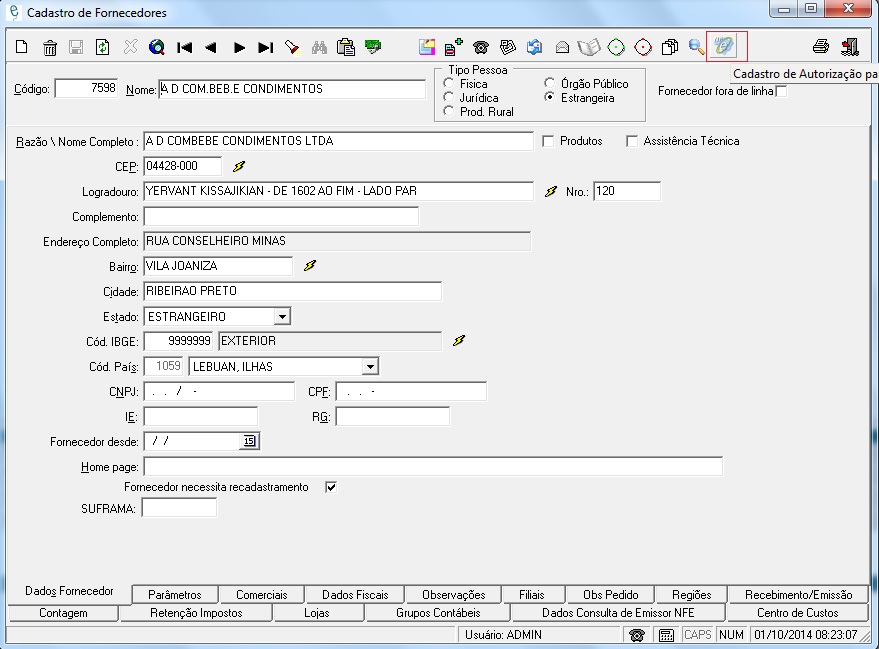 Cadastro de Fornecedores
Cadastro de Autorização pa
Tipo Pessoa
Código: 7598 Nome: A D COM.BEB.E CONDIMENTOS
Fisica Órgão Público
Jurídica Estrangeira
Prod. Rural
Fornecedor fora de linha
Razão \ Nome Completo : A D COMBEBE CONDIMENTOS LTDA Produtos Assistência Técnica
CEP: 04428-000
Logradouro: YERVANT KISSAJIKIAN - DE 1602 AO FIM - LADO PAR Nro.: 120
Complemento:
Endereço Completo: RUA CONSELHEIRO MINAS
Bairro: VILA JOANIZA
Cidade: RIBEIRAO PRETO
Estado: ESTRANGEIRO
Cód. IBGE: 9999999 EXTERIOR
Cód. País: 1059 LEBUAN, ILHAS
CNPJ: . . / - CPF: . . -
IE: RG:
Fornecedor desde: / / 15
Home page:
Fornecedor necessita recadastramento
SUFRAMA:
Dados Fornecedor Parâmetros Comerciais Dados Fiscais Observações Filiais Obs Pedido Regiões Recebimento/Emissão
Contagem Retenção Impostos Lojas Grupos Contábeis Dados Consulta de Emissor NFE Centro de Custos
Usuário: ADMIN CAPS NUM 01/10/2014 08:23:07